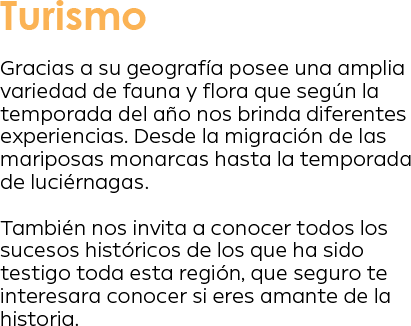 Turismo
Gracias a su geografía posee una amplia
variedad de fauna y flora que según la
temporada del año nos brinda diferentes
experiencias. Desde la migración de las
mariposas monarcas hasta la temporada
de luciérnagas.
También nos invita a conocer todos los
sucesos históricos de los que ha sido
testigo toda esta región, que seguro te
interesara conocer si eres amante de la
historia.